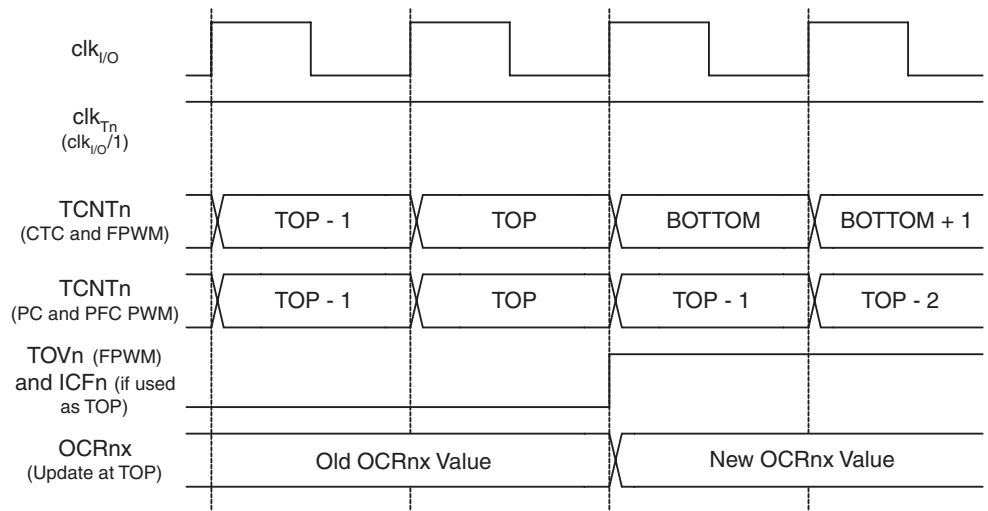 clkI/O
clkTn
(clkI/O/1)
TCNTn
(CTC and FPWM)
TOP - 1
TOP
BOTTOM
BOTTOM + 1
TCNTn
(PC and PFC PWM)
TOP - 1
TOP
TOP - 1
TOP - 2
TOVn (FPWM)
and ICFn (if used
as TOP)
OCRnx
(Update at TOP)
Old OCRnx Value
New OCRnx Value